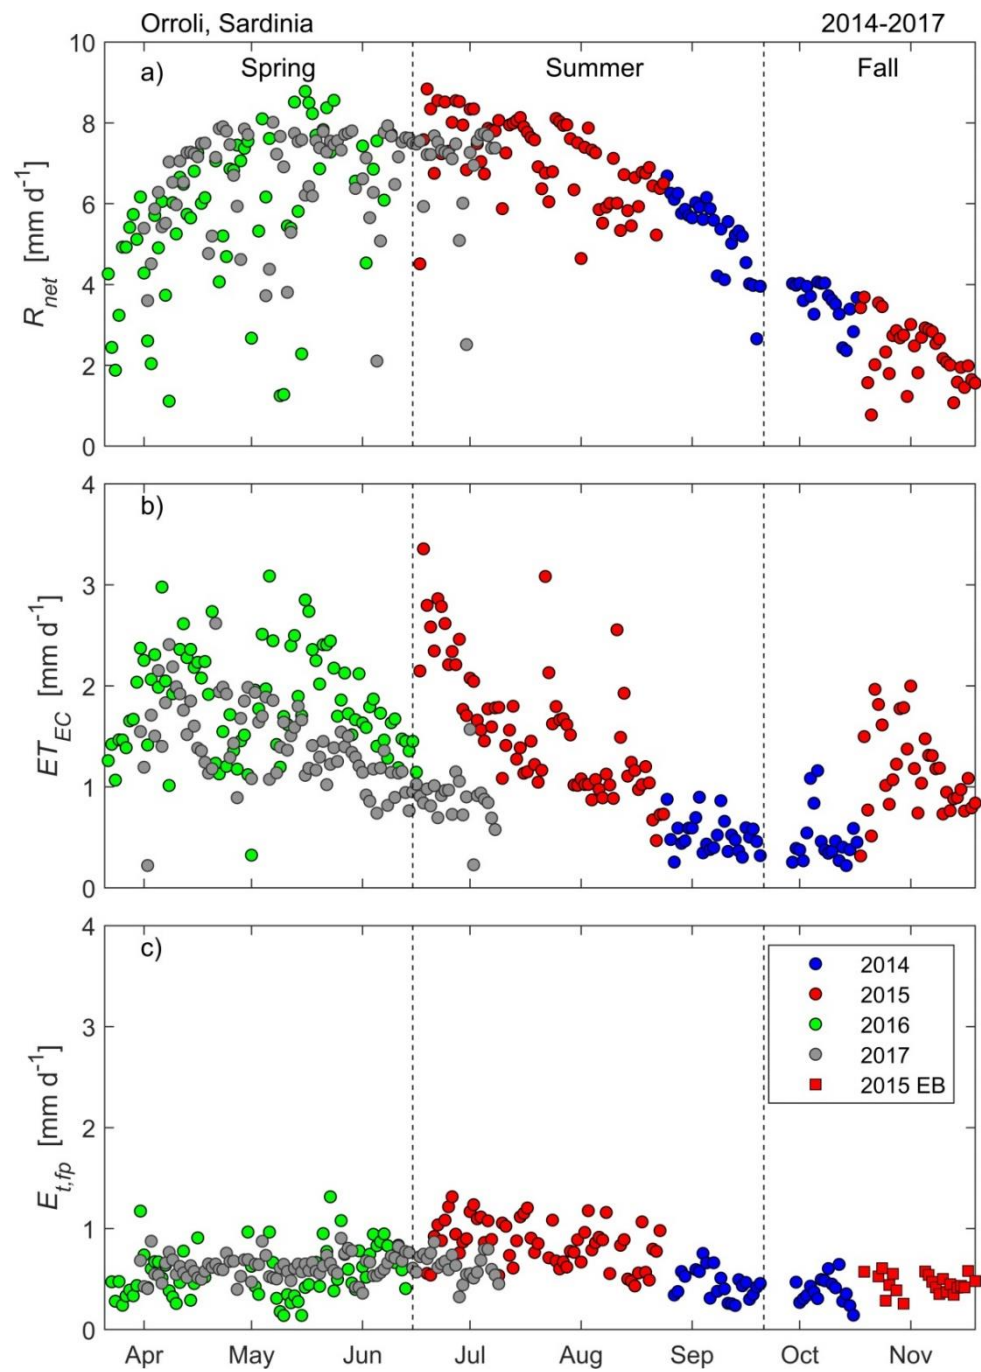 Orroli, Sardinia 2014-2017
a) Spring Summer Fall
10
8
6
4
2
0
R_net [mm d^-1]
b)
4
3
2
1
0
ET_EC [mm d^-1]
c)
4
3
2
1
0
E_t,fp [mm d^-1]
2014
2015
2016
2017
2015 EB
Apr May Jun Jul Aug Sep Oct Nov